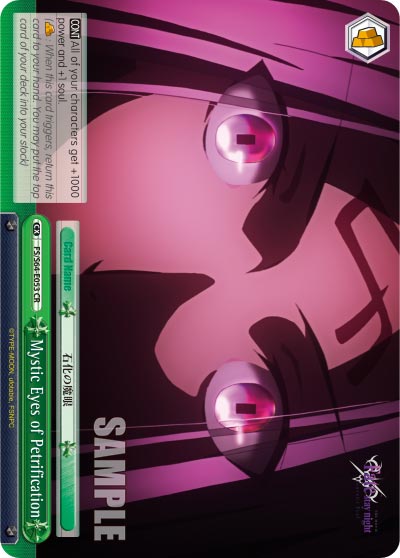 CONT All of your characters get +1000
power and +1 soul.
( : When this card triggers, return this
card to your hand. You may put the top
card of your deck into your stock)
Card Name 石化の魔眼
CX FS/S64-E053 CR Mystic Eyes of Petrification
©TYPE-MOON, ufotable, FSNPC
SAMPLE
Fate/stay night